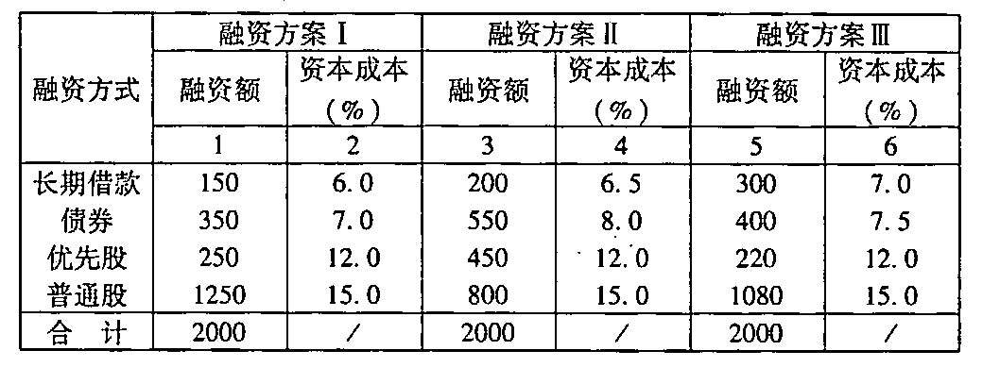 融资方式 融资方案Ⅰ 融资方案Ⅱ 融资方案Ⅲ
融资额 资本成本(%) 融资额 资本成本(%) 融资额 资本成本(%)
1 2 3 4 5 6
长期借款 150 6.0 200 6.5 300 7.0
债券 350 7.0 550 8.0 400 7.5
优先股 250 12.0 450 12.0 220 12.0
普通股 1250 15.0 800 15.0 1080 15.0
合 计 2000 / 2000 / 2000 /